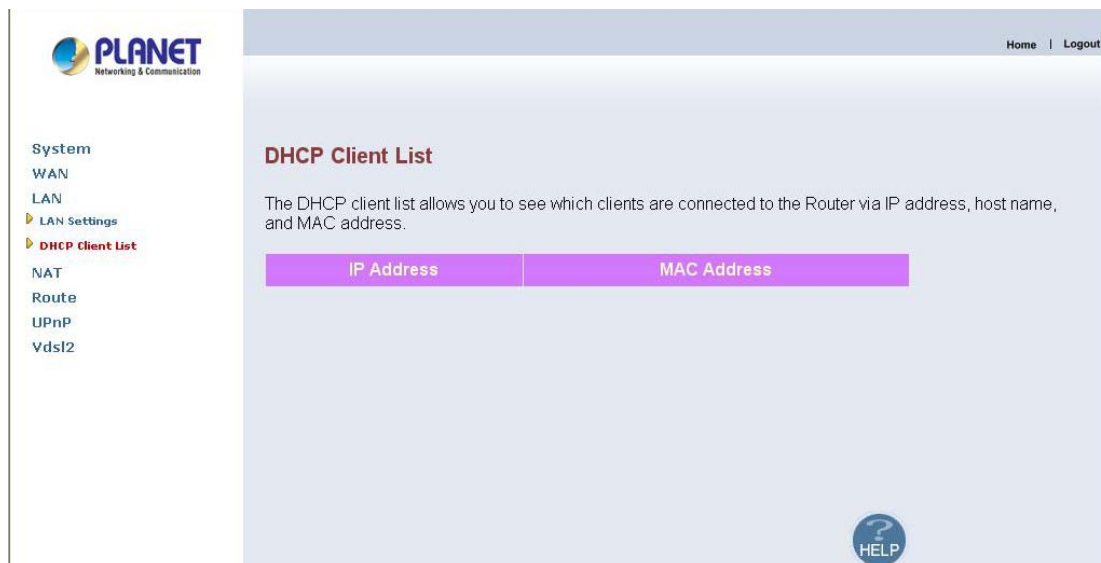 PLANET
Networking & Communication
Home | Logout
System
WAN
LAN
LAN Settings
DHCP Client List
NAT
Route
UPnP
Vdsl2
DHCP Client List
The DHCP client list allows you to see which clients are connected to the Router via IP address, host name,
and MAC address.
IP Address MAC Address
?
HELP